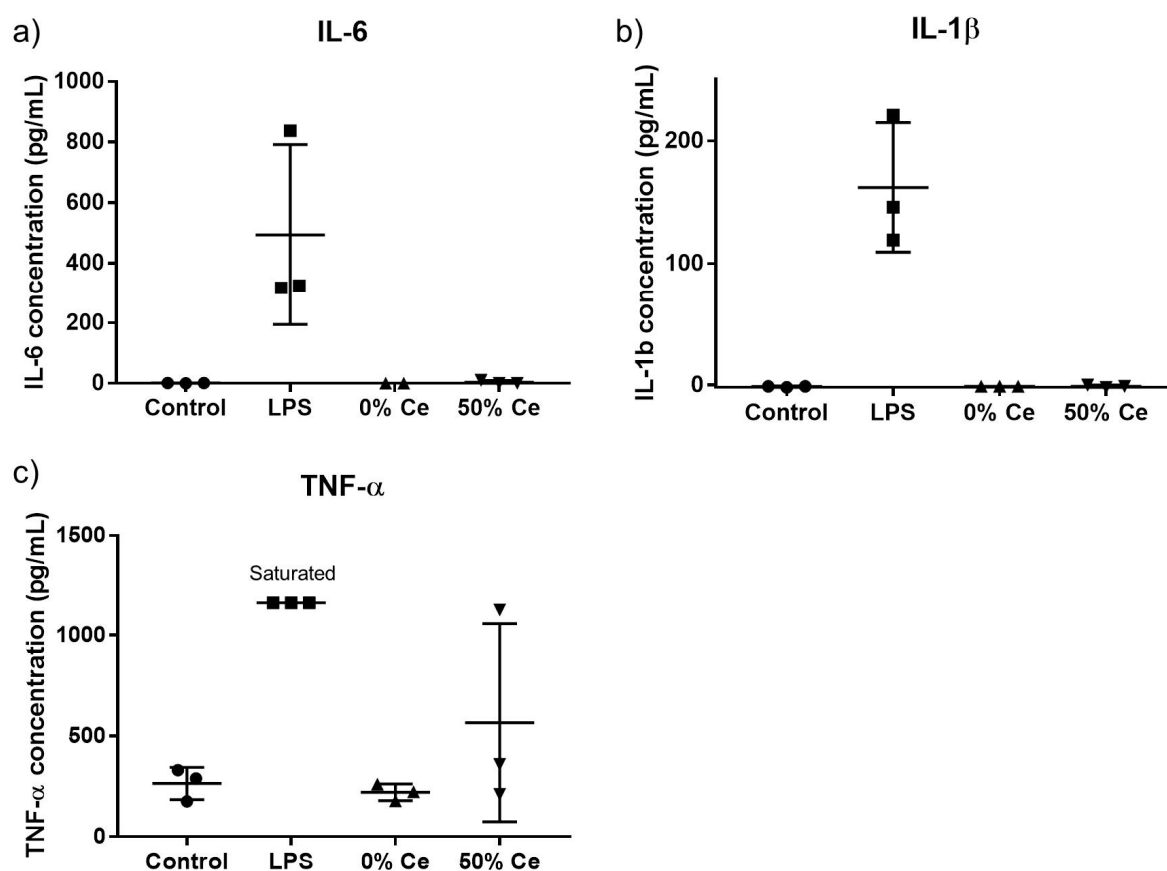 a)
IL-6
IL-6 concentration (pg/mL)
1000
800
600
400
200
0
Control LPS 0% Ce 50% Ce
b)
IL-1β
IL-1b concentration (pg/mL)
200
100
0
Control LPS 0% Ce 50% Ce
c)
TNF-α
TNF-α concentration (pg/mL)
1500
1000
500
0
Saturated
Control LPS 0% Ce 50% Ce